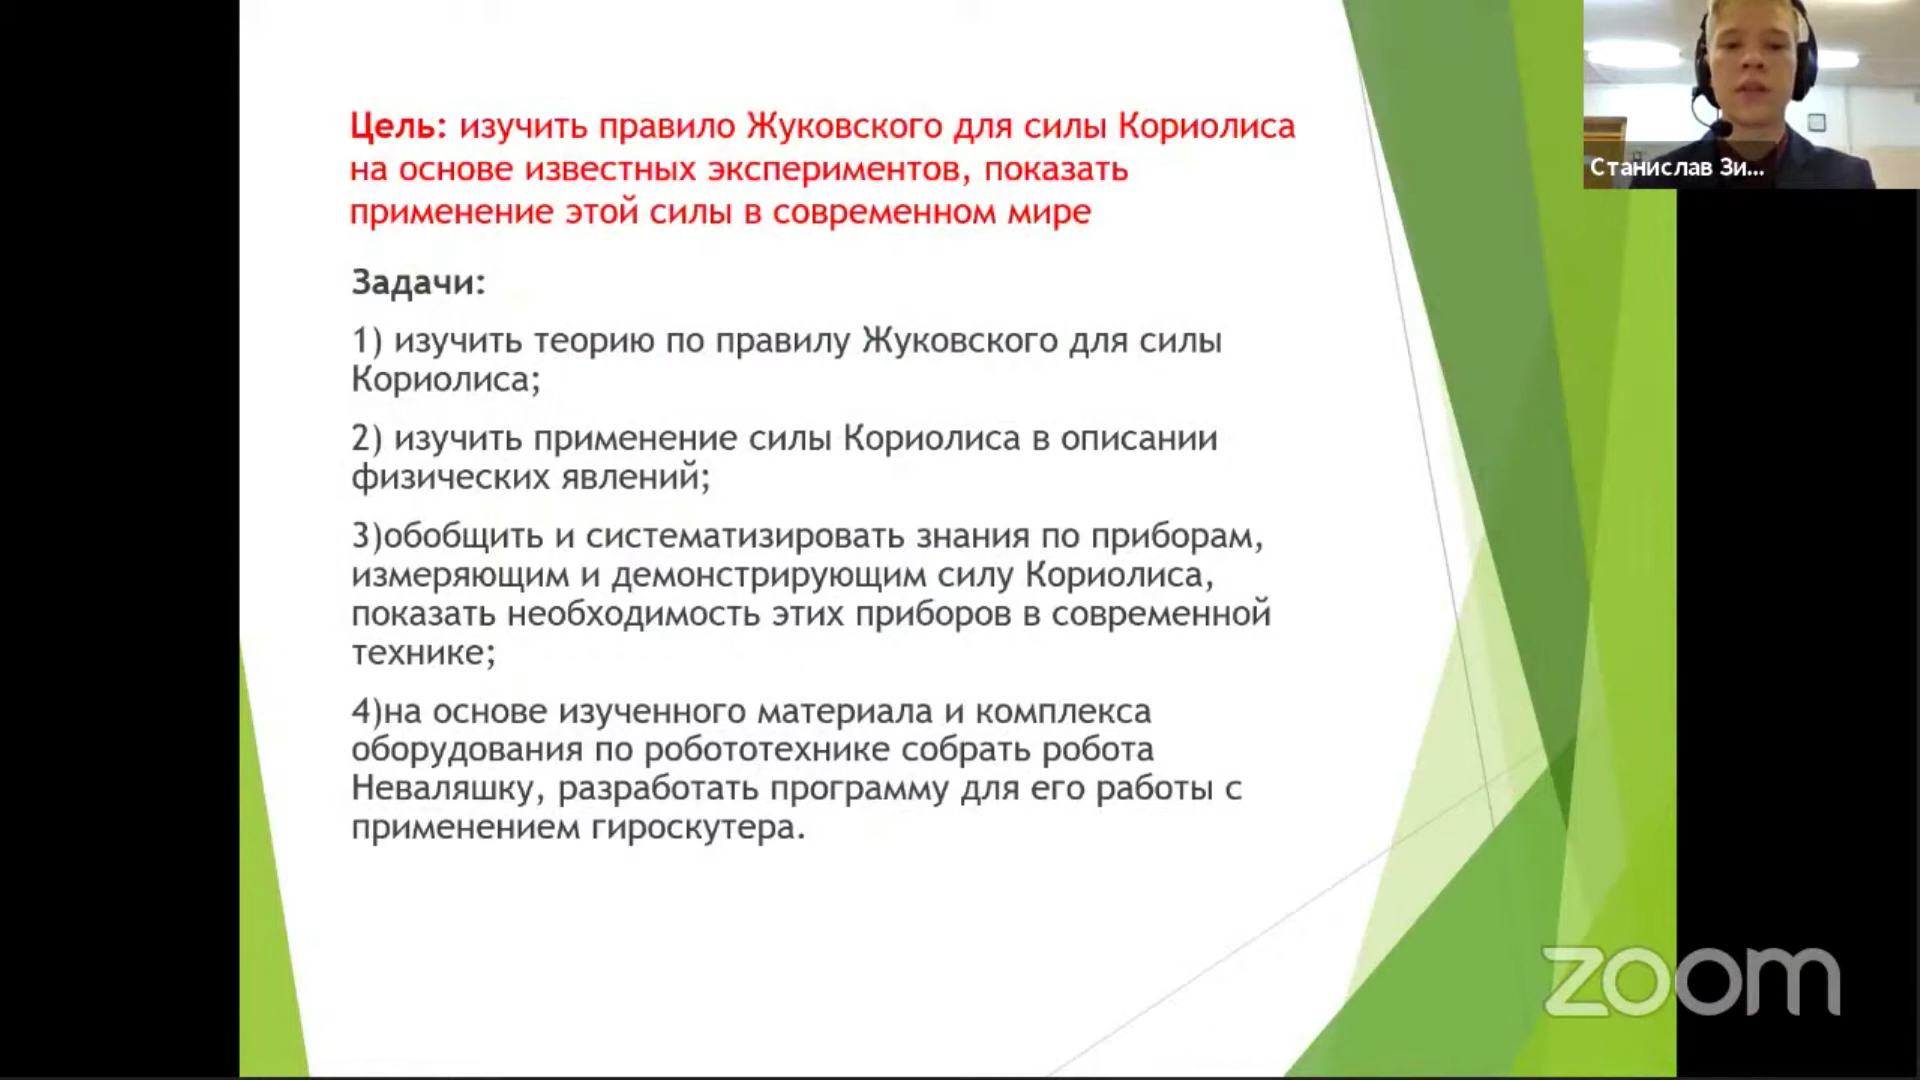 Цель: изучить правило Жуковского для силы Кориолиса
на основе известных экспериментов, показать
применение этой силы в современном мире
Задачи:
1) изучить теорию по правилу Жуковского для силы
Кориолиса;
2) изучить применение силы Кориолиса в описании
физических явлений;
3)обобщить и систематизировать знания по приборам,
измеряющим и демонстрирующим силу Кориолиса,
показать необходимость этих приборов в современной
технике;
4)на основе изученного материала и комплекса
оборудования по робототехнике собрать робота
Неваляшку, разработать программу для его работы с
применением гироскутера.
Станислав Зи...
zoom